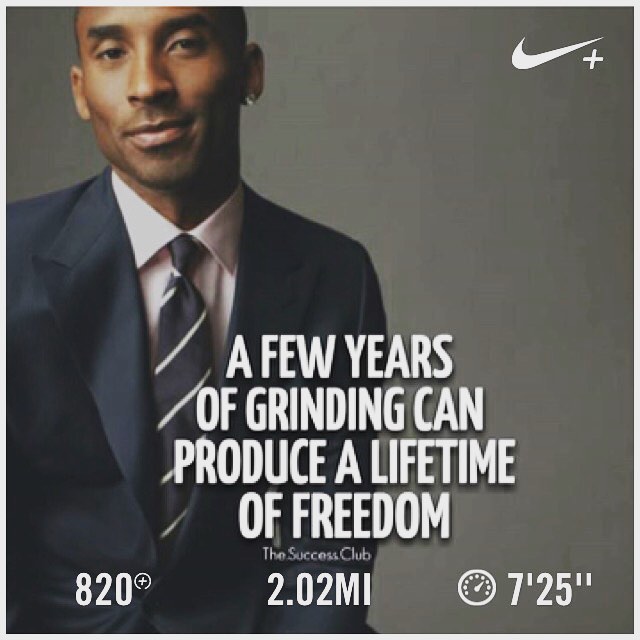 A FEW YEARS
OF GRINDING CAN
PRODUCE A LIFETIME
OF FREEDOM
The.Success.Club
820 2.02MI 7'25"